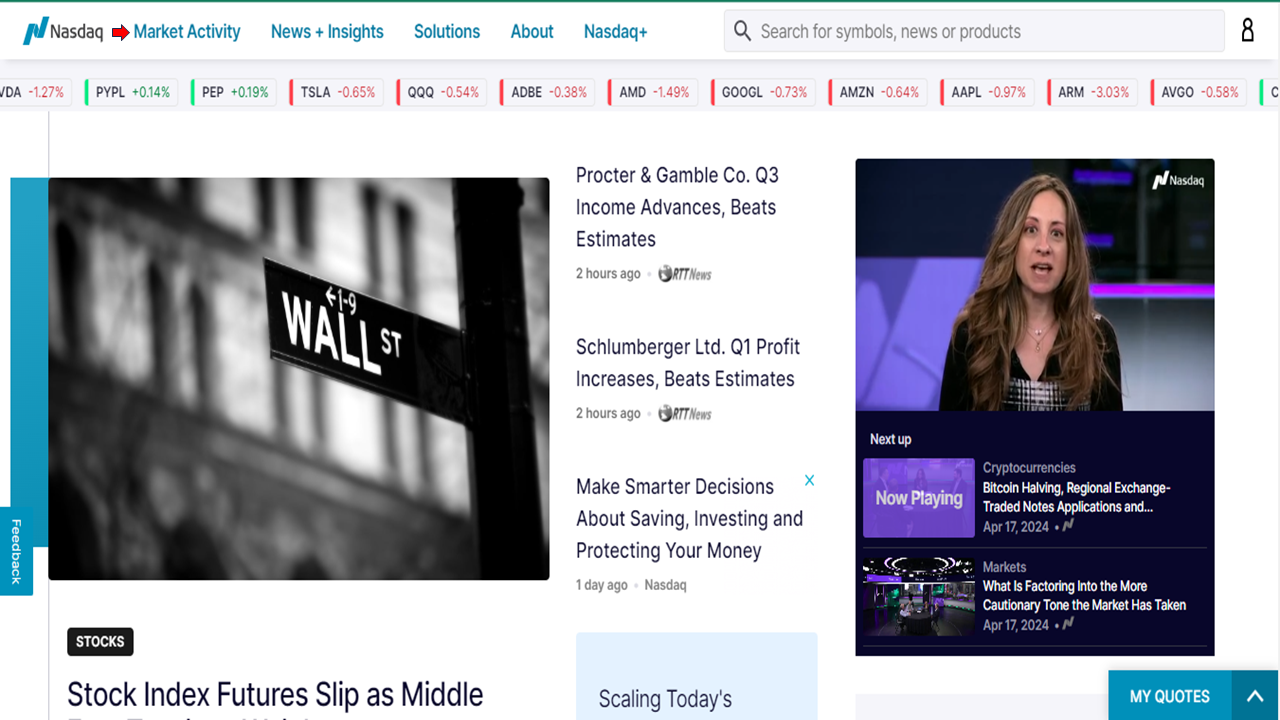 Nasdaq
Market Activity
News + Insights
Solutions
About
Nasdaq+
Search for symbols, news or products
VDA -1.27%
PYPL +0.14%
PEP +0.19%
TSLA -0.65%
QQQ -0.54%
ADBE -0.38%
AMD -1.49%
GOOGL -0.73%
AMZN -0.64%
AAPL -0.97%
ARM -3.03%
AVGO -0.58%
←1-9
WALL ST
Feedback
STOCKS
Stock Index Futures Slip as Middle
Procter & Gamble Co. Q3
Income Advances, Beats
Estimates
2 hours ago • RTTNews
Schlumberger Ltd. Q1 Profit
Increases, Beats Estimates
2 hours ago • RTTNews
Make Smarter Decisions
About Saving, Investing and
Protecting Your Money
1 day ago • Nasdaq
Scaling Today's
Nasdaq
Next up
Now Playing
Cryptocurrencies
Bitcoin Halving, Regional Exchange-
Traded Notes Applications and...
Apr 17, 2024 •
Markets
What Is Factoring Into the More
Cautionary Tone the Market Has Taken
Apr 17, 2024 •
MY QUOTES